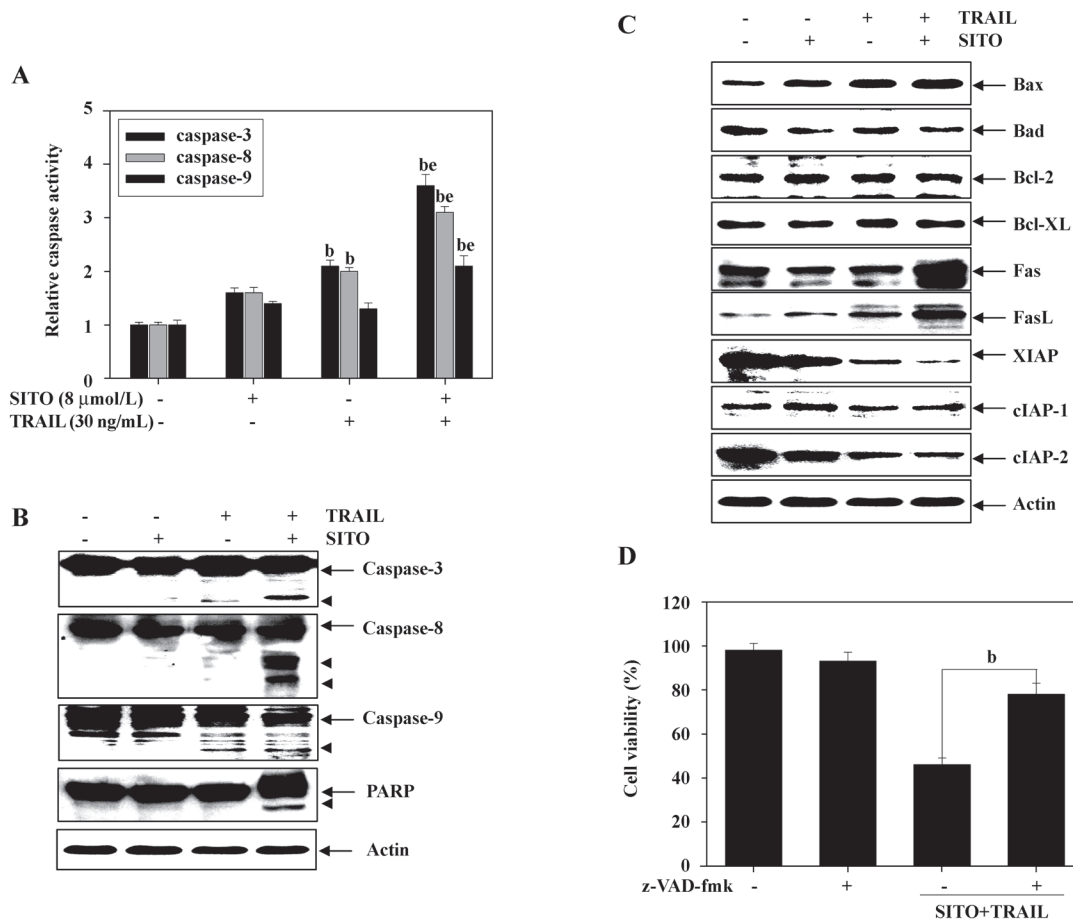 A
Relative caspase activity
5
4
3
2
1
0
caspase-3
caspase-8
caspase-9
b b
be
be
be
SITO (8 μmol/L) - + - +
TRAIL (30 ng/mL) - - + +
B
- - + + TRAIL
- + - + SITO
Caspase-3
Caspase-8
Caspase-9
PARP
Actin
C
- - + + TRAIL
- + - + SITO
Bax
Bad
Bcl-2
Bcl-XL
Fas
FasL
XIAP
cIAP-1
cIAP-2
Actin
D
Cell viability (%)
120
100
80
60
40
20
0
b
z-VAD-fmk - + - +
SITO+TRAIL